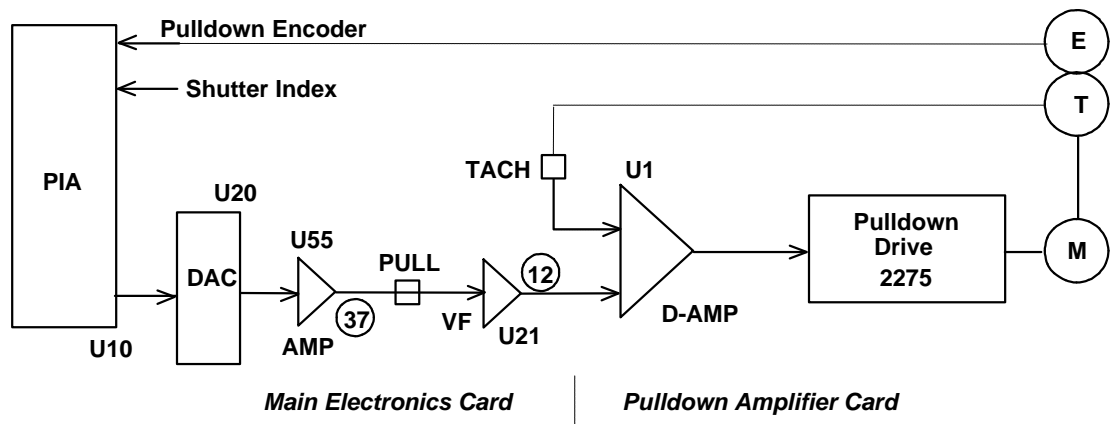 Pulldown Encoder
E
Shutter Index
T
TACH
U1
PIA
U20
U55
PULL
12
Pulldown
Drive
2275
M
DAC
37
VF
U21
D-AMP
U10
AMP
Main Electronics Card
Pulldown Amplifier Card